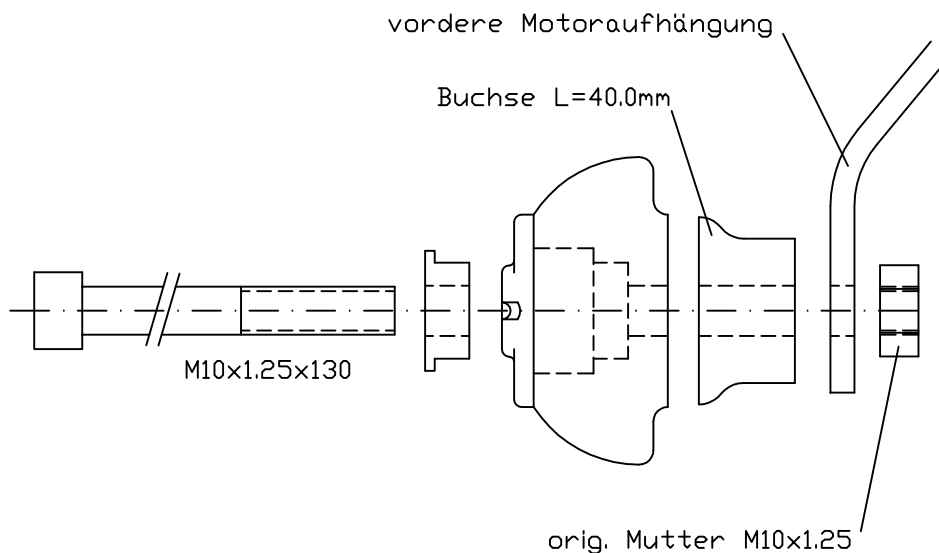 vordere Motoraufhängung
Buchse L=40.0mm
M10x1.25x130
orig. Mutter M10x1.25